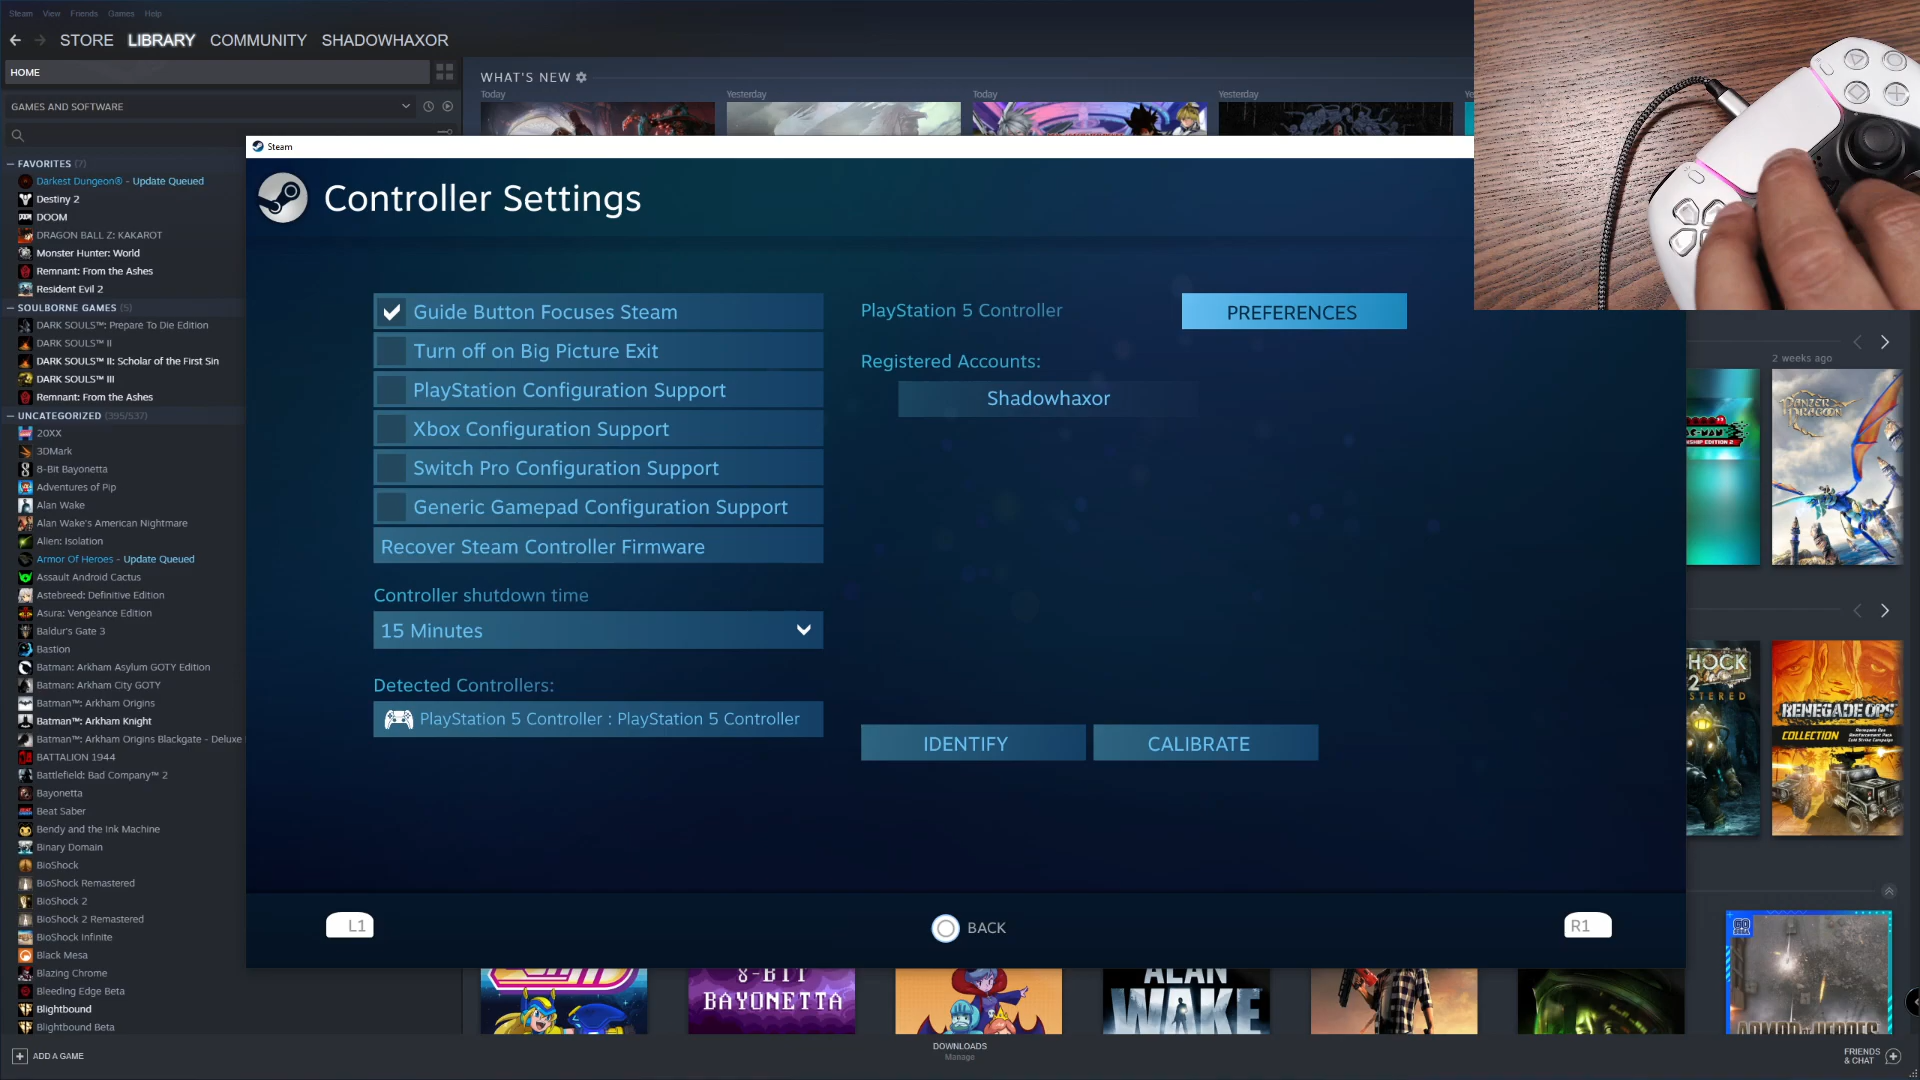 Steam View Friends Games Help
STORE LIBRARY COMMUNITY SHADOWHAXOR
HOME
GAMES AND SOFTWARE
FAVORITES (7)
Darkest Dungeon® - Update Queued
Destiny 2
DOOM
DRAGON BALL Z: KAKAROT
Monster Hunter: World
Remnant: From the Ashes
Resident Evil 2
SOULBORNE GAMES (5)
DARK SOULS™: Prepare To Die Edition
DARK SOULS™ II
DARK SOULS™ II: Scholar of the First Sin
DARK SOULS™ III
Remnant: From the Ashes
UNCATEGORIZED (395/537)
20XX
3DMark
8-Bit Bayonetta
Adventures of Pip
Alan Wake
Alan Wake's American Nightmare
Alien: Isolation
Armor Of Heroes - Update Queued
Assault Android Cactus
Astebreed: Definitive Edition
Asura: Vengeance Edition
Baldur's Gate 3
Bastion
Batman: Arkham Asylum GOTY Edition
Batman: Arkham City GOTY
Batman™: Arkham Origins
Batman™: Arkham Knight
Batman™: Arkham Origins Blackgate - Deluxe
BATTALION 1944
Battlefield: Bad Company™ 2
Bayonetta
Beat Saber
Bendy and the Ink Machine
Binary Domain
BioShock
BioShock Remastered
BioShock 2
BioShock 2 Remastered
BioShock Infinite
Black Mesa
Blazing Chrome
Bleeding Edge Beta
Blightbound
Blightbound Beta
ADD A GAME
WHAT'S NEW
Today Yesterday Today Yesterday
Steam
Controller Settings
Guide Button Focuses Steam
Turn off on Big Picture Exit
PlayStation Configuration Support
Xbox Configuration Support
Switch Pro Configuration Support
Generic Gamepad Configuration Support
Recover Steam Controller Firmware
Controller shutdown time
15 Minutes
Detected Controllers:
PlayStation 5 Controller : PlayStation 5 Controller
PlayStation 5 Controller PREFERENCES
Registered Accounts:
Shadowhaxor
IDENTIFY CALIBRATE
L1 BACK R1
2 weeks ago
PANZER
DRAGOON
RENEGADE OPS
COLLECTION
8-BIT
BAYONETTA
ALAN
WAKE
DOWNLOADS
Manage
FRIENDS
& CHAT